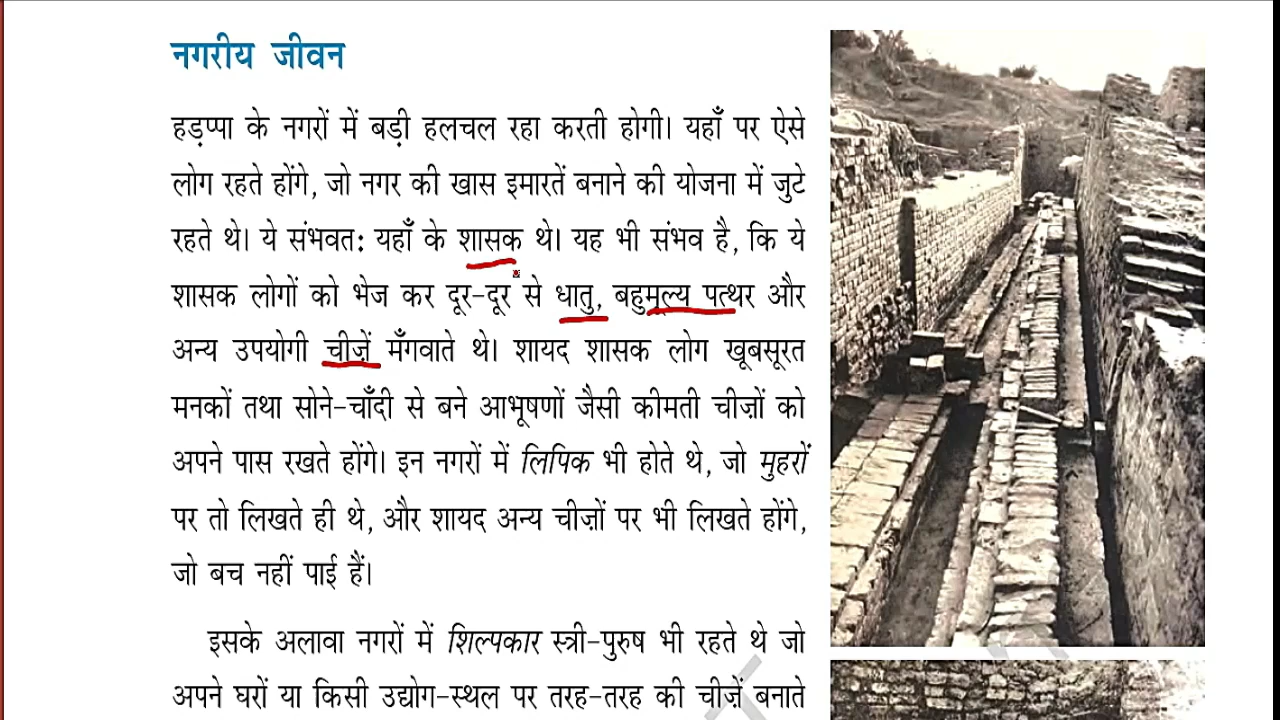 नगरीय जीवन
हड़प्पा के नगरों में बड़ी हलचल रहा करती होगी। यहाँ पर ऐसे
लोग रहते होंगे, जो नगर की खास इमारतें बनाने की योजना में जुटे
रहते थे। ये संभवत: यहाँ के शासक थे। यह भी संभव है, कि ये
शासक लोगों को भेज कर दूर-दूर से धातु, बहुमूल्य पत्थर और
अन्य उपयोगी चीज़ें मँगवाते थे। शायद शासक लोग खूबसूरत
मनकों तथा सोने-चाँदी से बने आभूषणों जैसी कीमती चीज़ों को
अपने पास रखते होंगे। इन नगरों में लिपिक भी होते थे, जो मुहरों
पर तो लिखते ही थे, और शायद अन्य चीज़ों पर भी लिखते होंगे,
जो बच नहीं पाई हैं।
इसके अलावा नगरों में शिल्पकार स्त्री-पुरुष भी रहते थे जो
अपने घरों या किसी उद्योग-स्थल पर तरह-तरह की चीज़ें बनाते